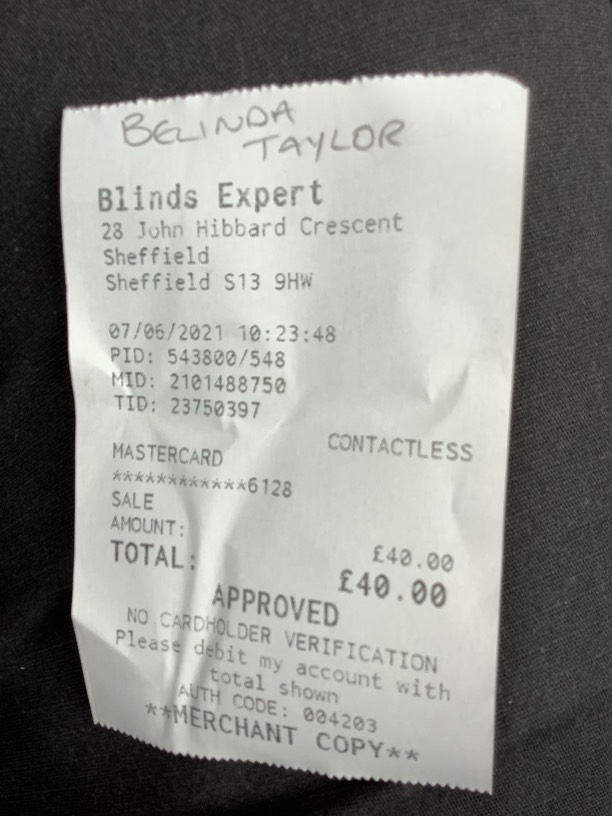 BELINDA
TAYLOR
Blinds Expert
28 John Hibbard Crescent
Sheffield
Sheffield S13 9HW
07/06/2021 10:23:48
PID: 543800/548
MID: 2101488750
TID: 23750397
CONTACTLESS
MASTERCARD
************6128
SALE
AMOUNT: £40.00
TOTAL: £40.00
APPROVED
NO CARDHOLDER VERIFICATION
Please debit my account with
total shown
AUTH CODE: 004203
**MERCHANT COPY**